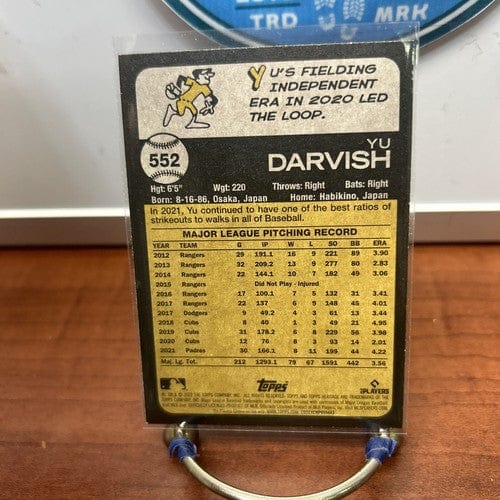 TRD
MRK
YU'S FIELDING
INDEPENDENT
ERA IN 2020 LED
THE LOOP.
552
YU
DARVISH
Hgt: 6'5" Wgt: 220 Throws: Right Bats: Right
Born: 8-16-86, Osaka, Japan Home: Habikino, Japan
In 2021, Yu continued to have one of the best ratios of
strikeouts to walks in all of Baseball.
MAJOR LEAGUE PITCHING RECORD
YEAR TEAM G IP W L SO BB ERA
2012 Rangers 29 191.1 16 9 221 89 3.90
2013 Rangers 32 209.2 13 9 277 80 2.83
2014 Rangers 22 144.1 10 7 182 49 3.06
2015 Rangers Did Not Play - Injured
2016 Rangers 17 100.1 7 5 132 31 3.41
2017 Rangers 22 137 6 9 148 45 4.01
2017 Dodgers 9 49.2 4 3 61 13 3.44
2018 Cubs 8 40 1 3 49 21 4.95
2019 Cubs 31 178.2 6 8 229 56 3.98
2020 Cubs 12 76 8 3 93 14 2.01
2021 Padres 30 166.1 8 11 199 44 4.22
Maj. Lg. Tot. 212 1293.1 79 67 1591 442 3.56
Topps
PLAYERS